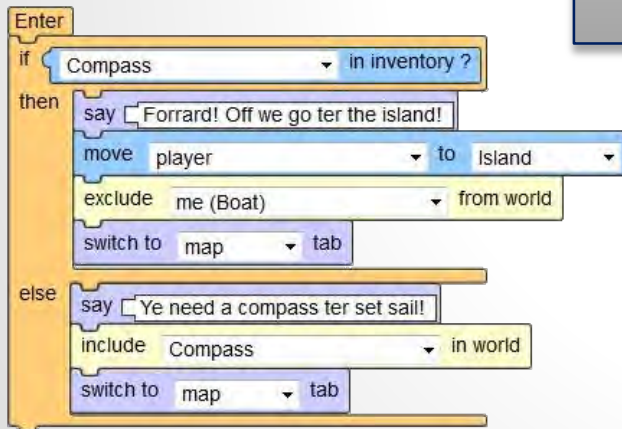 Enter
if Compass in inventory ?
then say Forrard! Off we go ter the island!
move player to Island
exclude me (Boat) from world
switch to map tab
else say Ye need a compass ter set sail!
include Compass in world
switch to map tab